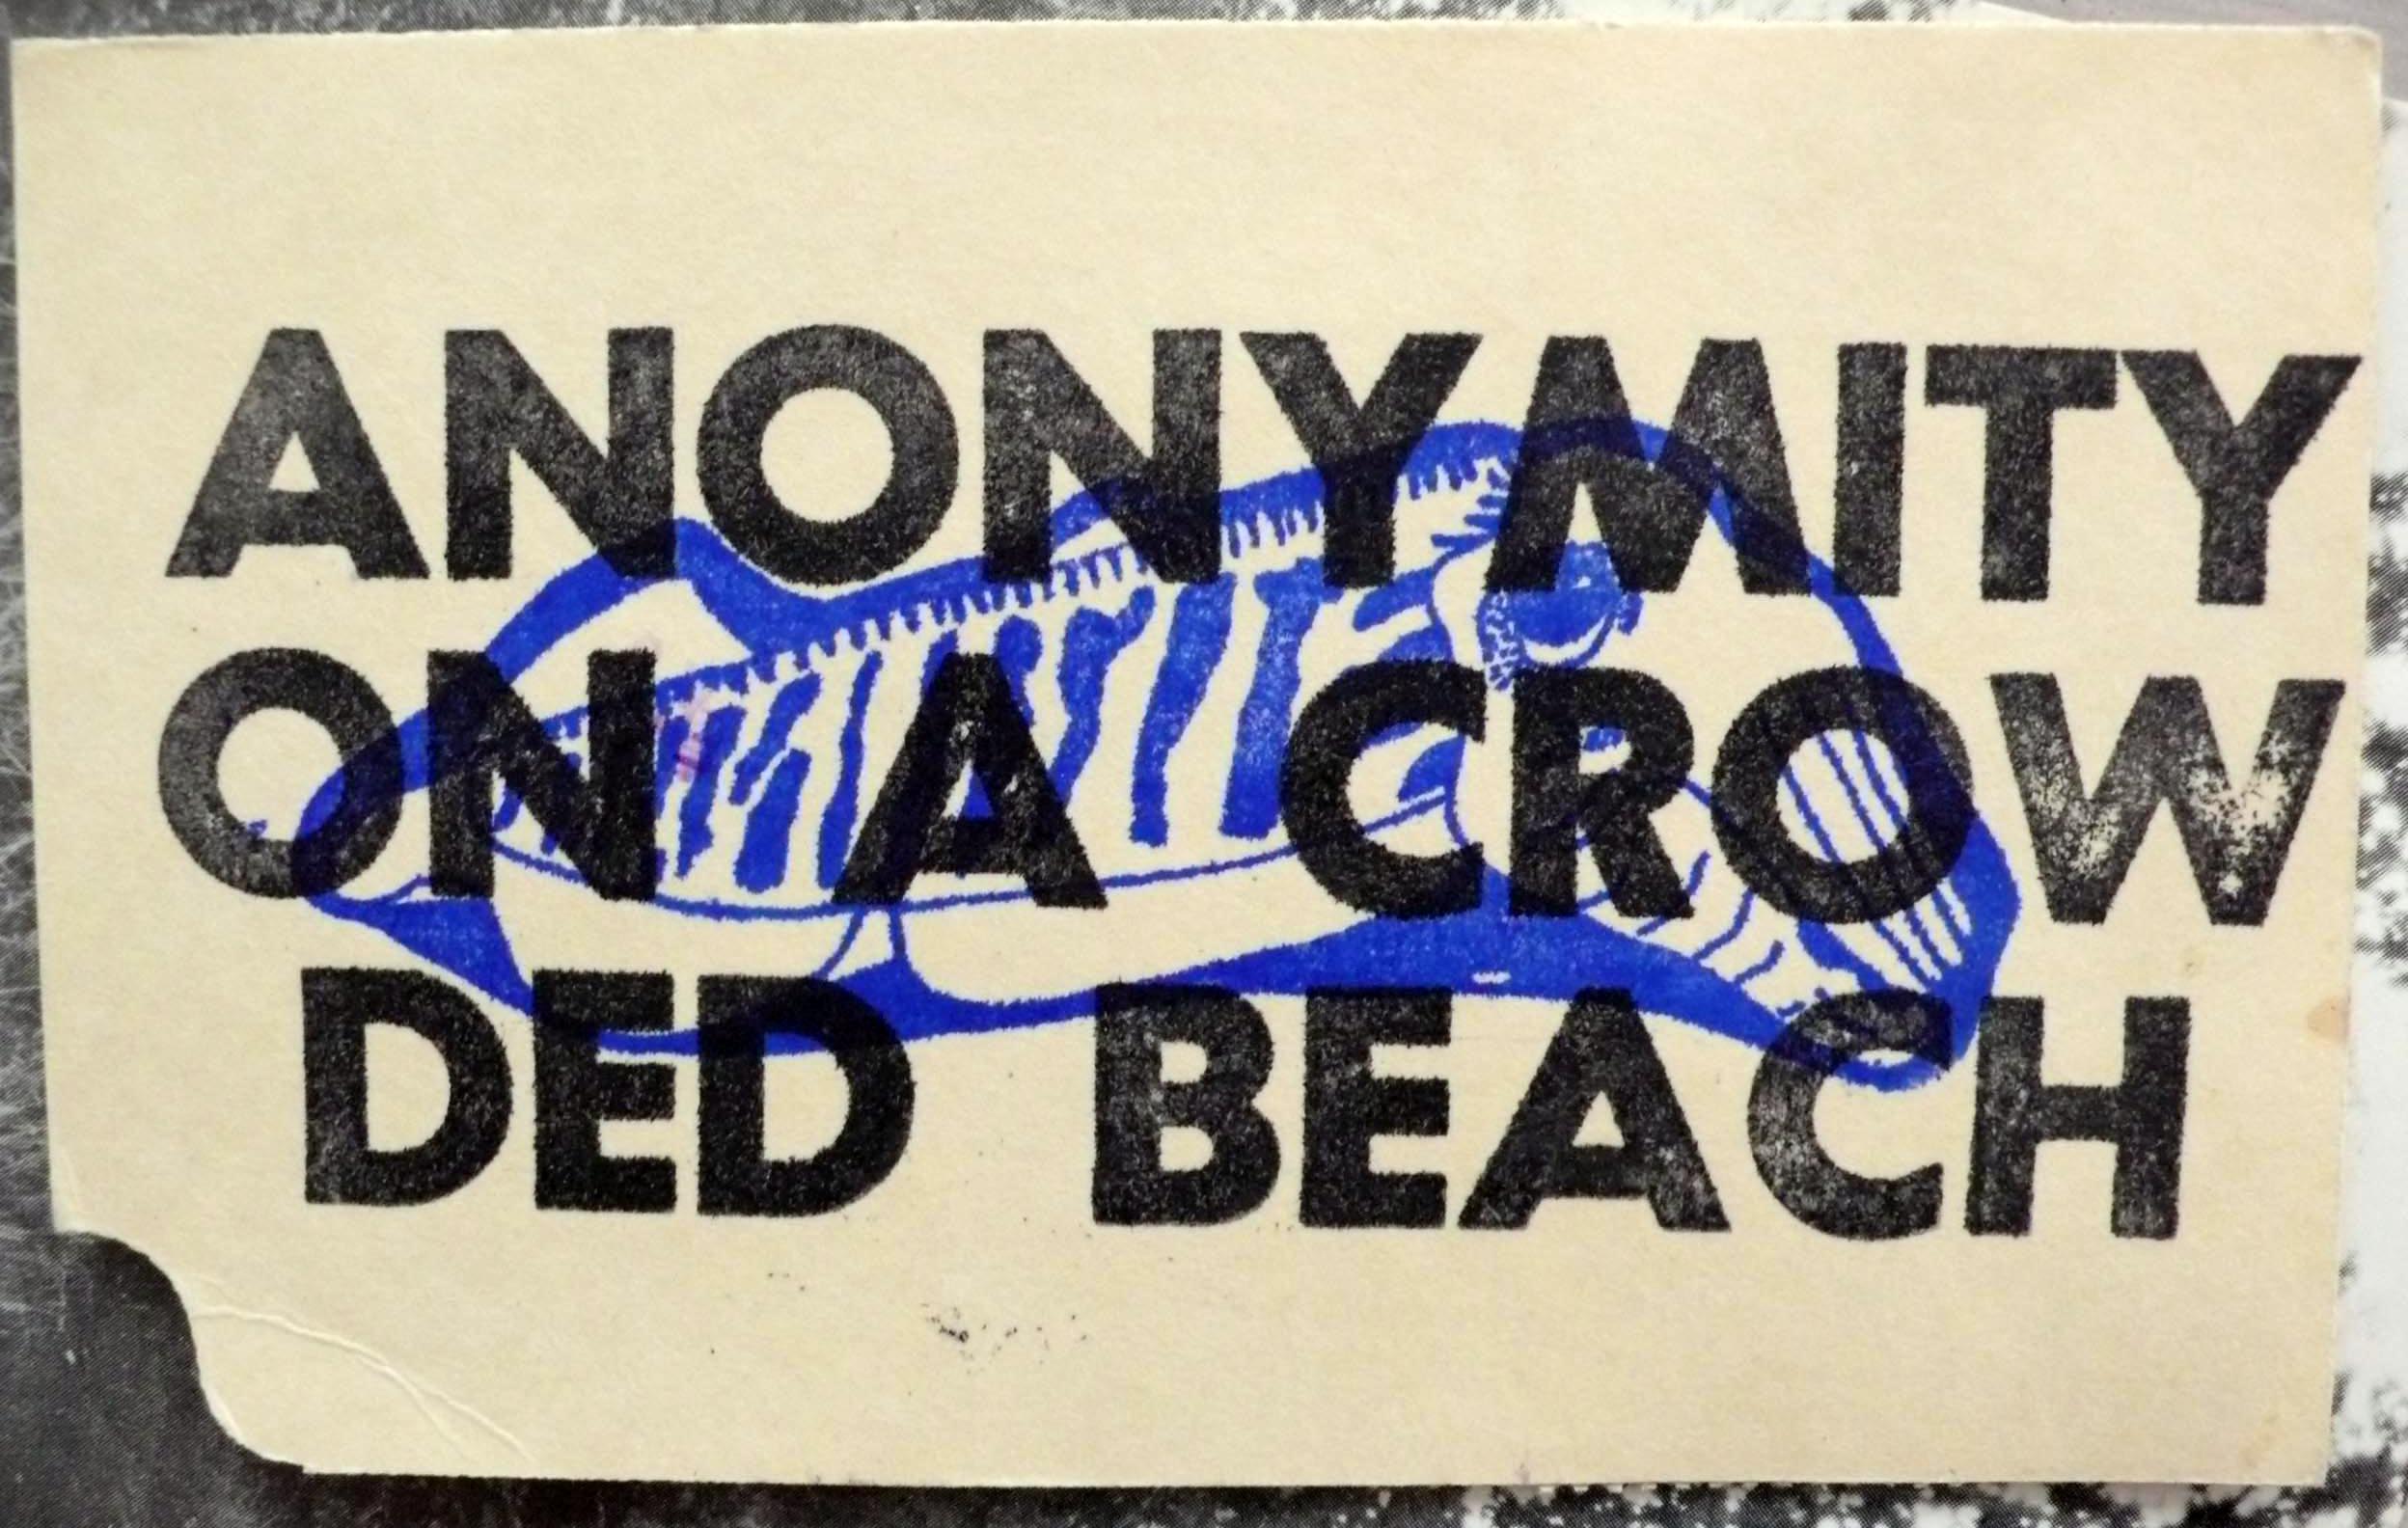 ANONYMITY
ON A CROW
DED BEACH